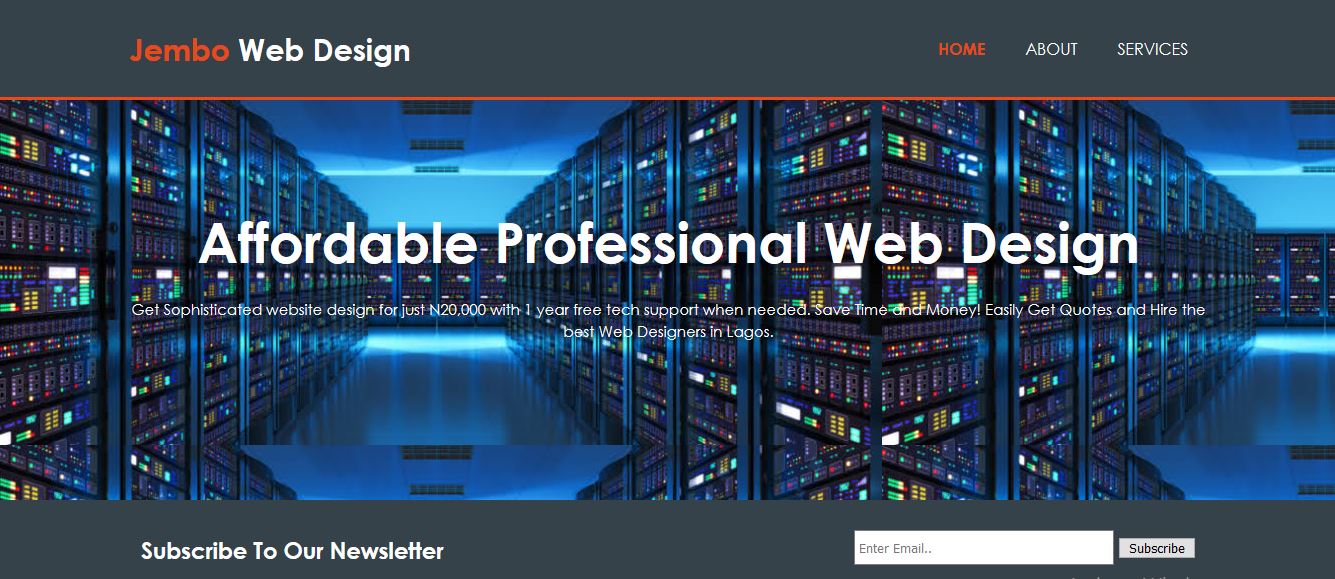 Jembo Web Design
HOME ABOUT SERVICES
Affordable Professional Web Design
Get Sophisticated website design for just N20,000 with 1 year free tech support when needed. Save Time and Money! Easily Get Quotes and Hire the
best Web Designers in Lagos.
Subscribe To Our Newsletter
Enter Email..
Subscribe